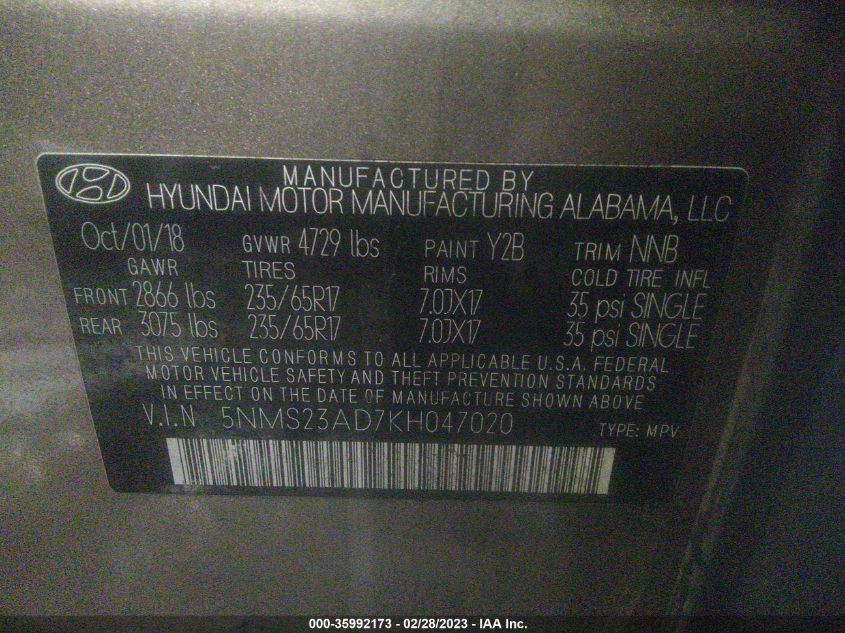 MANUFACTURED BY
HYUNDAI MOTOR MANUFACTURING ALABAMA, LLC
Oct/01/18 GVWR 4729 lbs PAINT Y2B TRIM NNB
GAWR TIRES RIMS COLD TIRE INFL
FRONT 2866 lbs 235/65R17 7.0JX17 35 psi SINGLE
REAR 3075 lbs 235/65R17 7.0JX17 35 psi SINGLE
THIS VEHICLE CONFORMS TO ALL APPLICABLE U.S.A. FEDERAL
MOTOR VEHICLE SAFETY AND THEFT PREVENTION STANDARDS
IN EFFECT ON THE DATE OF MANUFACTURE SHOWN ABOVE
V.I.N 5NMS23AD7KH047020 TYPE: MPV
000-35992173 - 02/28/2023 - IAA Inc.